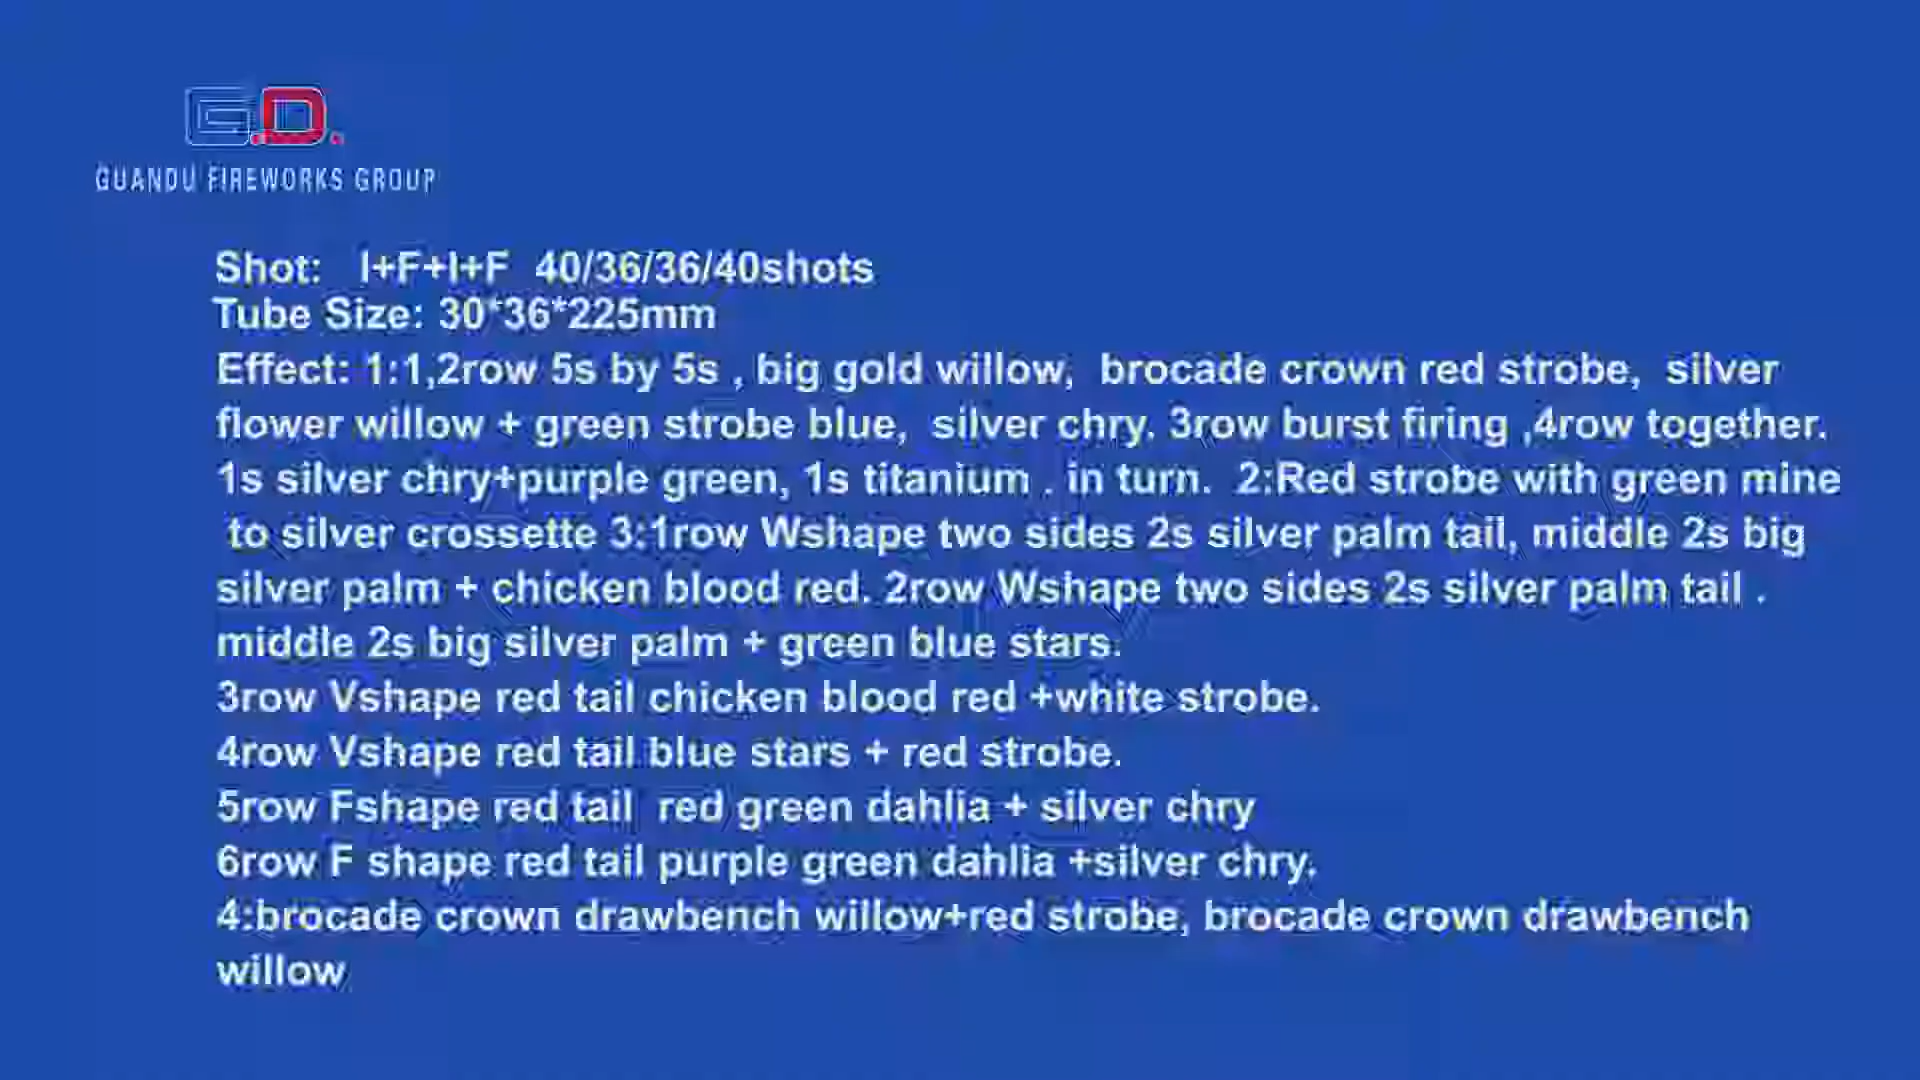 G.D.
GUANDU FIREWORKS GROUP
Shot: I+F+I+F 40/36/36/40shots
Tube Size: 30*36*225mm
Effect: 1:1,2row 5s by 5s , big gold willow, brocade crown red strobe, silver
flower willow + green strobe blue, silver chry. 3row burst firing ,4row together.
1s silver chry+purple green, 1s titanium . in turn. 2:Red strobe with green mine
to silver crossette 3:1row Wshape two sides 2s silver palm tail, middle 2s big
silver palm + chicken blood red. 2row Wshape two sides 2s silver palm tail .
middle 2s big silver palm + green blue stars.
3row Vshape red tail chicken blood red +white strobe.
4row Vshape red tail blue stars + red strobe.
5row Fshape red tail red green dahlia + silver chry
6row F shape red tail purple green dahlia +silver chry.
4:brocade crown drawbench willow+red strobe, brocade crown drawbench
willow